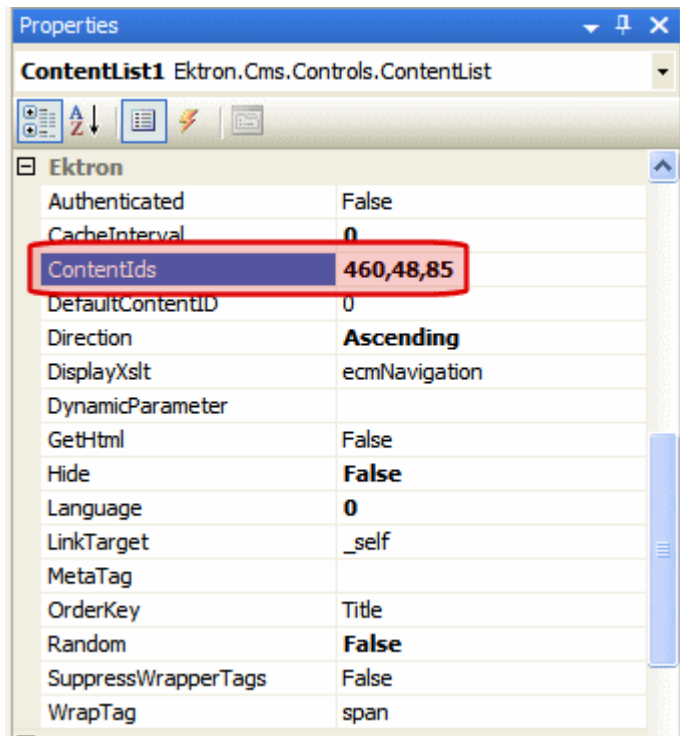 Properties
ContentList1 Ektron.Cms.Controls.ContentList
Ektron
Authenticated False
CacheInterval 0
ContentIds 460,48,85
DefaultContentID 0
Direction Ascending
DisplayXslt ecmNavigation
DynamicParameter
GetHtml False
Hide False
Language 0
LinkTarget _self
MetaTag
OrderKey Title
Random False
SuppressWrapperTags False
WrapTag span